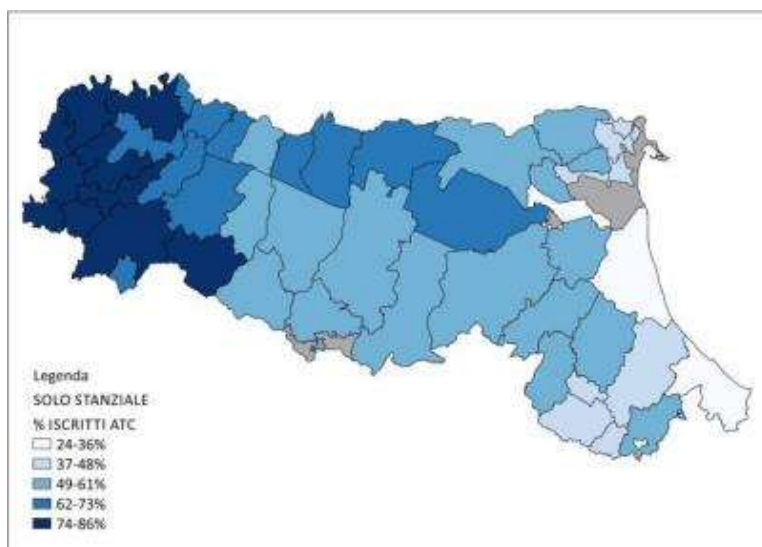 Legenda
SOLO STANZIALE
% ISCRITTI ATC
24-36%
37-48%
49-61%
62-73%
74-86%